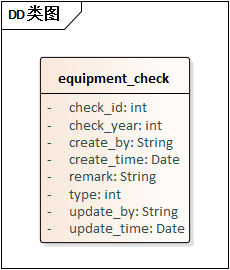 DD类图
equipment_check
- check_id: int
- check_year: int
- create_by: String
- create_time: Date
- remark: String
- type: int
- update_by: String
- update_time: Date